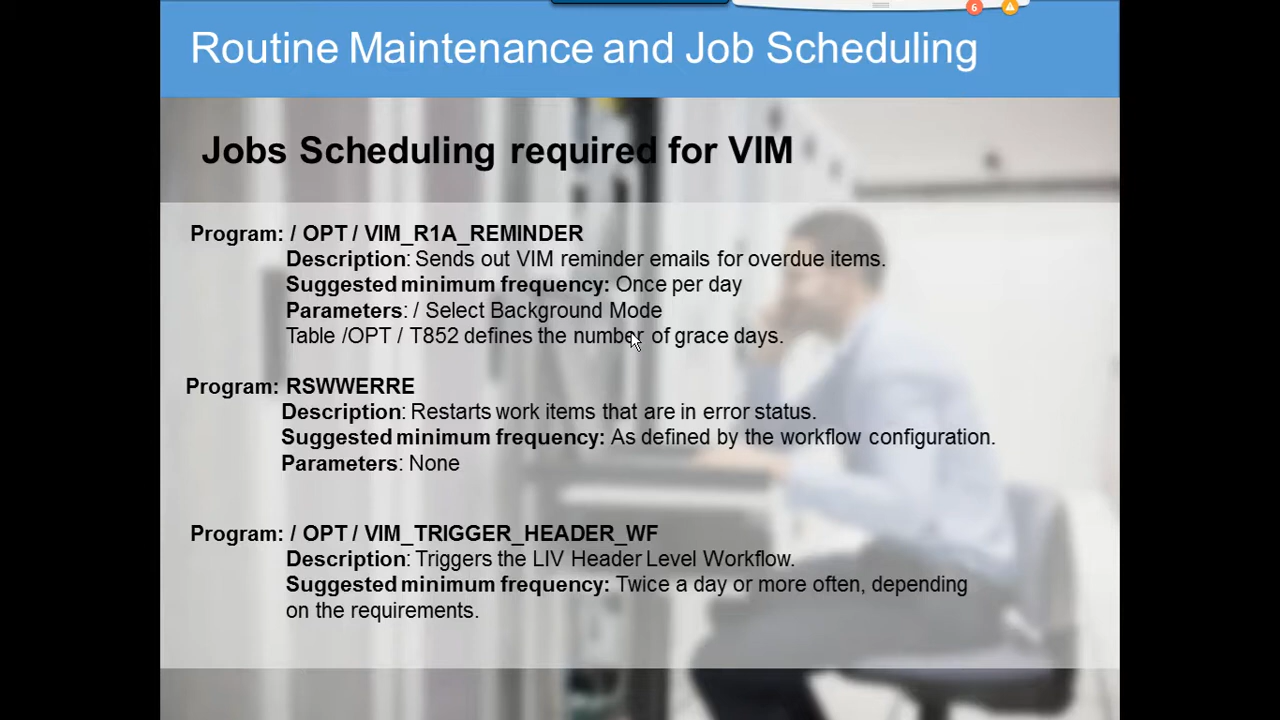 6
Routine Maintenance and Job Scheduling
Jobs Scheduling required for VIM
Program: / OPT / VIM_R1A_REMINDER
Description: Sends out VIM reminder emails for overdue items.
Suggested minimum frequency: Once per day
Parameters: / Select Background Mode
Table /OPT / T852 defines the number of grace days.
Program: RSWWERRE
Description: Restarts work items that are in error status.
Suggested minimum frequency: As defined by the workflow configuration.
Parameters: None
Program: / OPT / VIM_TRIGGER_HEADER_WF
Description: Triggers the LIV Header Level Workflow.
Suggested minimum frequency: Twice a day or more often, depending
on the requirements.